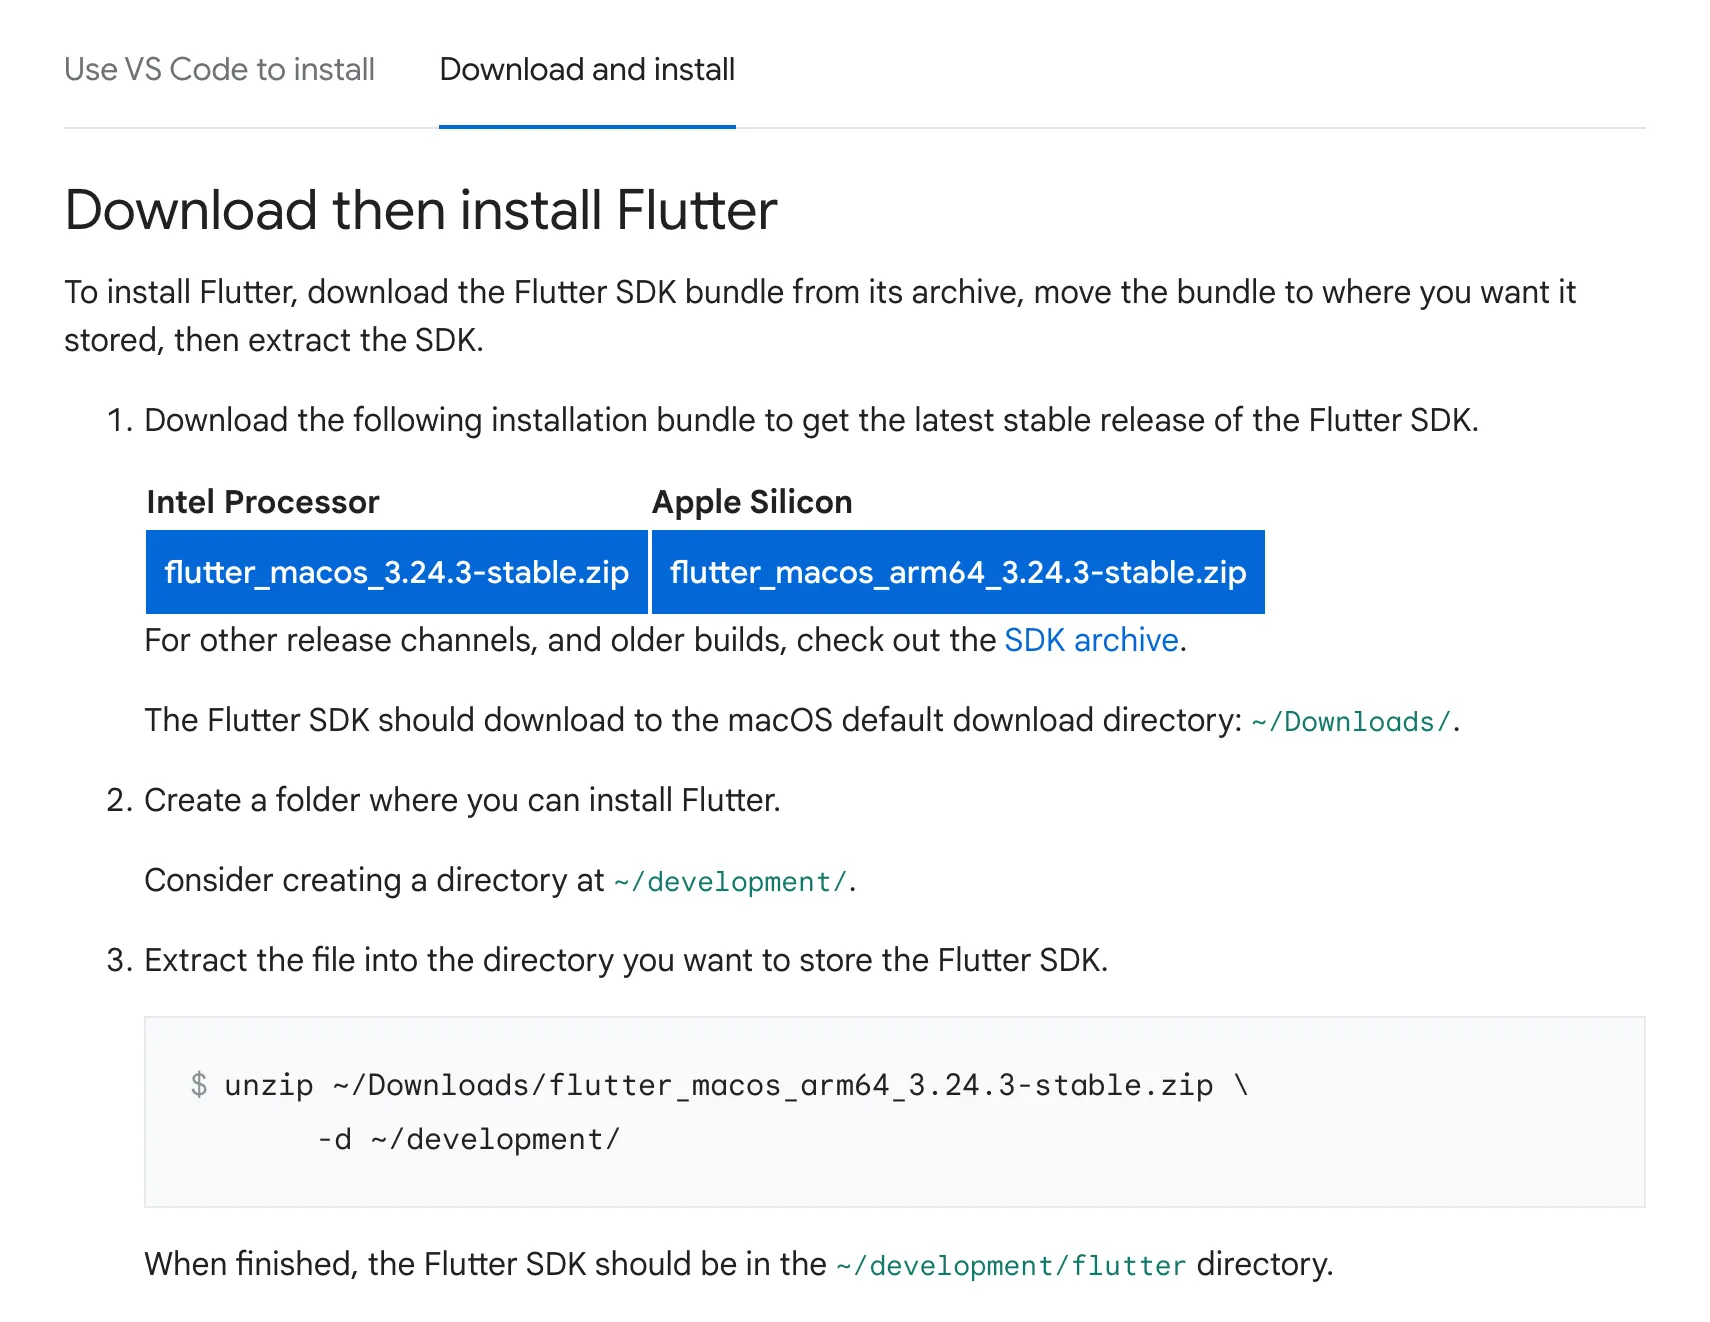 Use VS Code to install
Download and install
Download then install Flutter
To install Flutter, download the Flutter SDK bundle from its archive, move the bundle to where you want it
stored, then extract the SDK.
1. Download the following installation bundle to get the latest stable release of the Flutter SDK.
Intel Processor
Apple Silicon
flutter_macos_3.24.3-stable.zip
flutter_macos_arm64_3.24.3-stable.zip
For other release channels, and older builds, check out the SDK archive.
The Flutter SDK should download to the macOS default download directory: ~/Downloads/.
2. Create a folder where you can install Flutter.
Consider creating a directory at ~/development/.
3. Extract the file into the directory you want to store the Flutter SDK.
$ unzip ~/Downloads/flutter_macos_arm64_3.24.3-stable.zip \
-d ~/development/
When finished, the Flutter SDK should be in the ~/development/flutter directory.